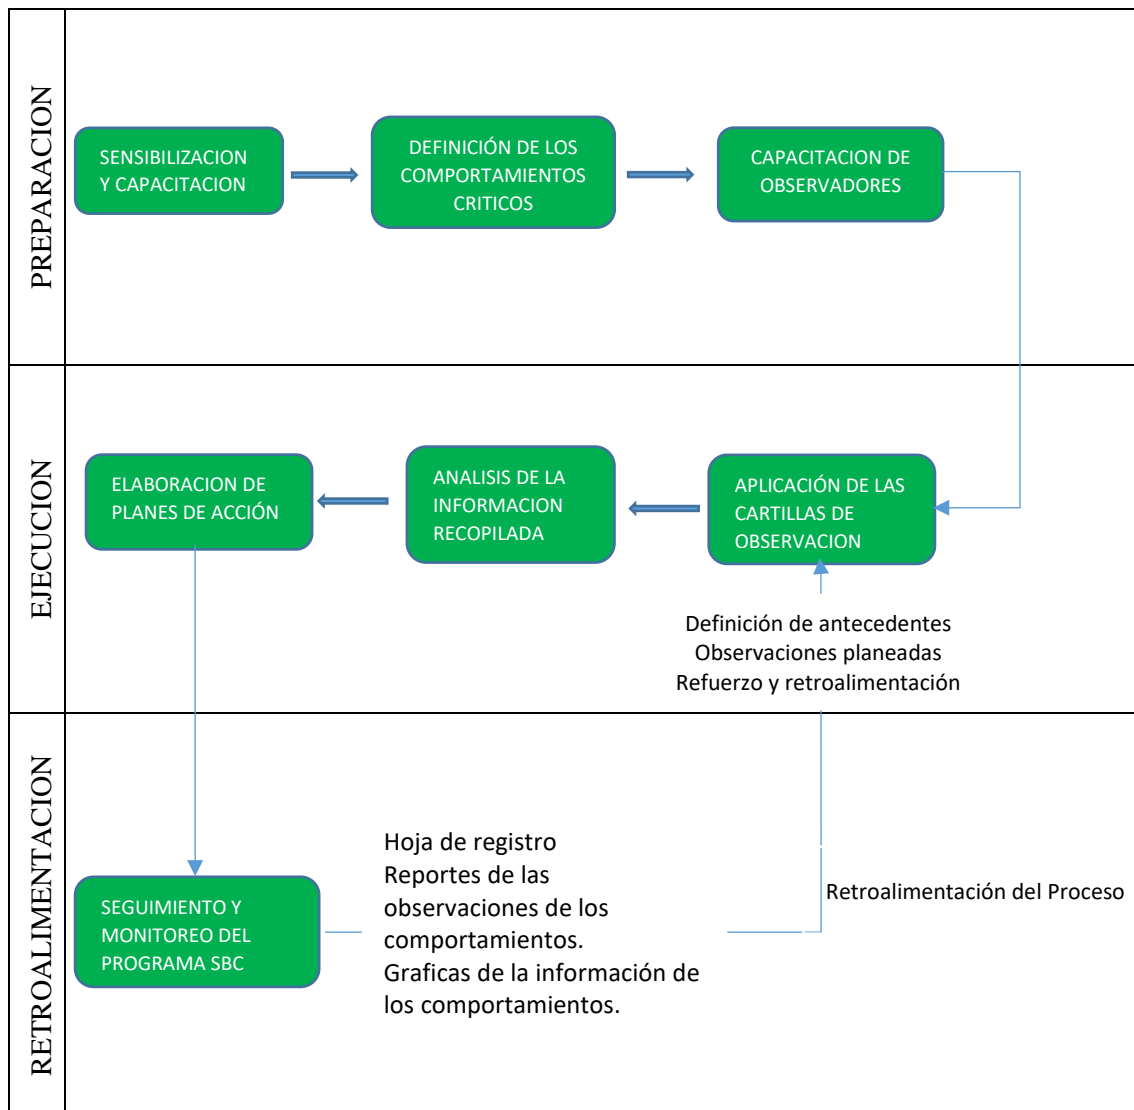 PREPARACION
SENSIBILIZACION
Y CAPACITACION
DEFINICIÓN DE LOS
COMPORTAMIENTOS
CRITICOS
CAPACITACION DE
OBSERVADORES
EJECUCION
ELABORACION DE
PLANES DE ACCIÓN
ANALISIS DE LA
INFORMACION
RECOPILADA
APLICACIÓN DE LAS
CARTILLAS DE
OBSERVACION
Definición de antecedentes
Observaciones planeadas
Refuerzo y retroalimentación
RETROALIMENTACION
SEGUIMIENTO Y
MONITOREO DEL
PROGRAMA SBC
Hoja de registro
Reportes de las
observaciones de los
comportamientos.
Graficas de la información de
los comportamientos.
Retroalimentación del Proceso